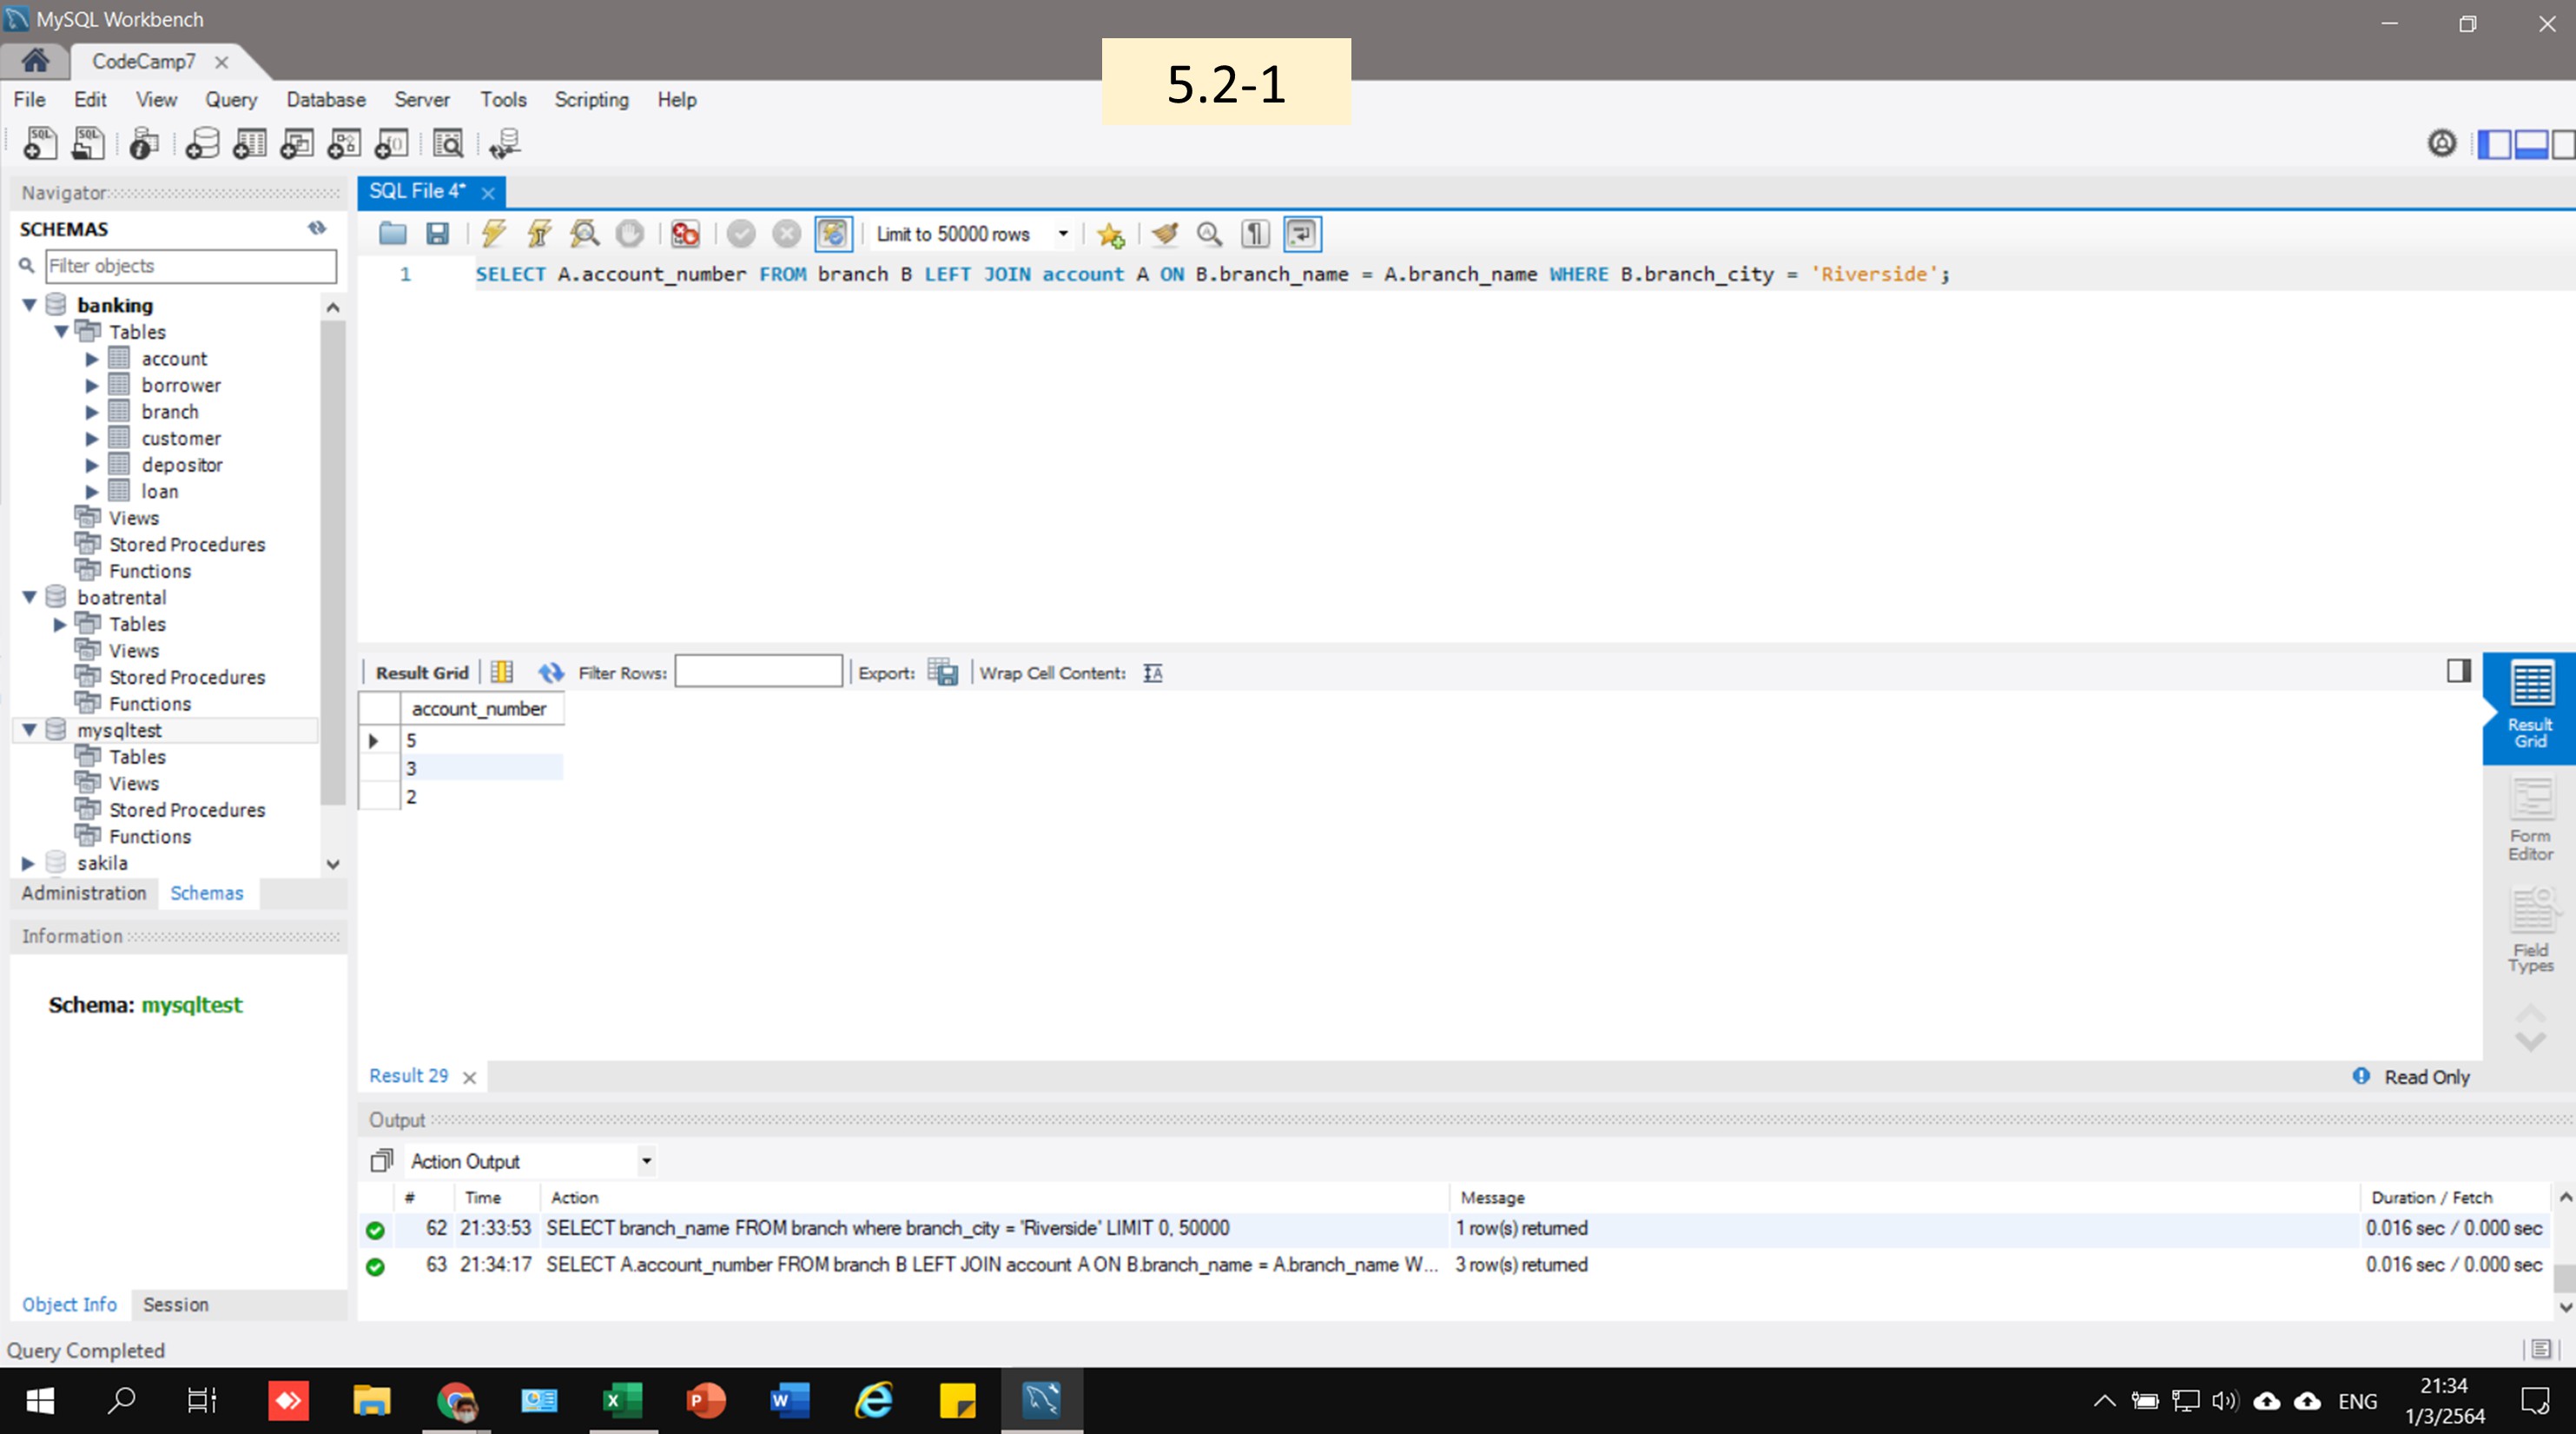 MySQL Workbench
CodeCamp7
5.2-1
File Edit View Query Database Server Tools Scripting Help
Navigator
SQL File 4*
SCHEMAS
Limit to 50000 rows
Filter objects
1 SELECT A.account_number FROM branch B LEFT JOIN account A ON B.branch_name = A.branch_name WHERE B.branch_city = 'Riverside';
banking
Tables
account
borrower
branch
customer
depositor
loan
Views
Stored Procedures
Functions
boatrental
Tables
Views
Stored Procedures
Functions
mysqltest
Tables
Views
Stored Procedures
Functions
sakila
Administration Schemas
Information
Schema: mysqltest
Object Info Session
Result Grid Filter Rows: Export: Wrap Cell Content:
account_number
5
3
2
Result Grid
Form Editor
Field Types
Result 29
Read Only
Output
Action Output
# Time Action Message Duration / Fetch
62 21:33:53 SELECT branch_name FROM branch where branch_city = 'Riverside' LIMIT 0, 50000 1 row(s) returned 0.016 sec / 0.000 sec
63 21:34:17 SELECT A.account_number FROM branch B LEFT JOIN account A ON B.branch_name = A.branch_name W... 3 row(s) returned 0.016 sec / 0.000 sec
Query Completed
ENG
21:34
1/3/2564